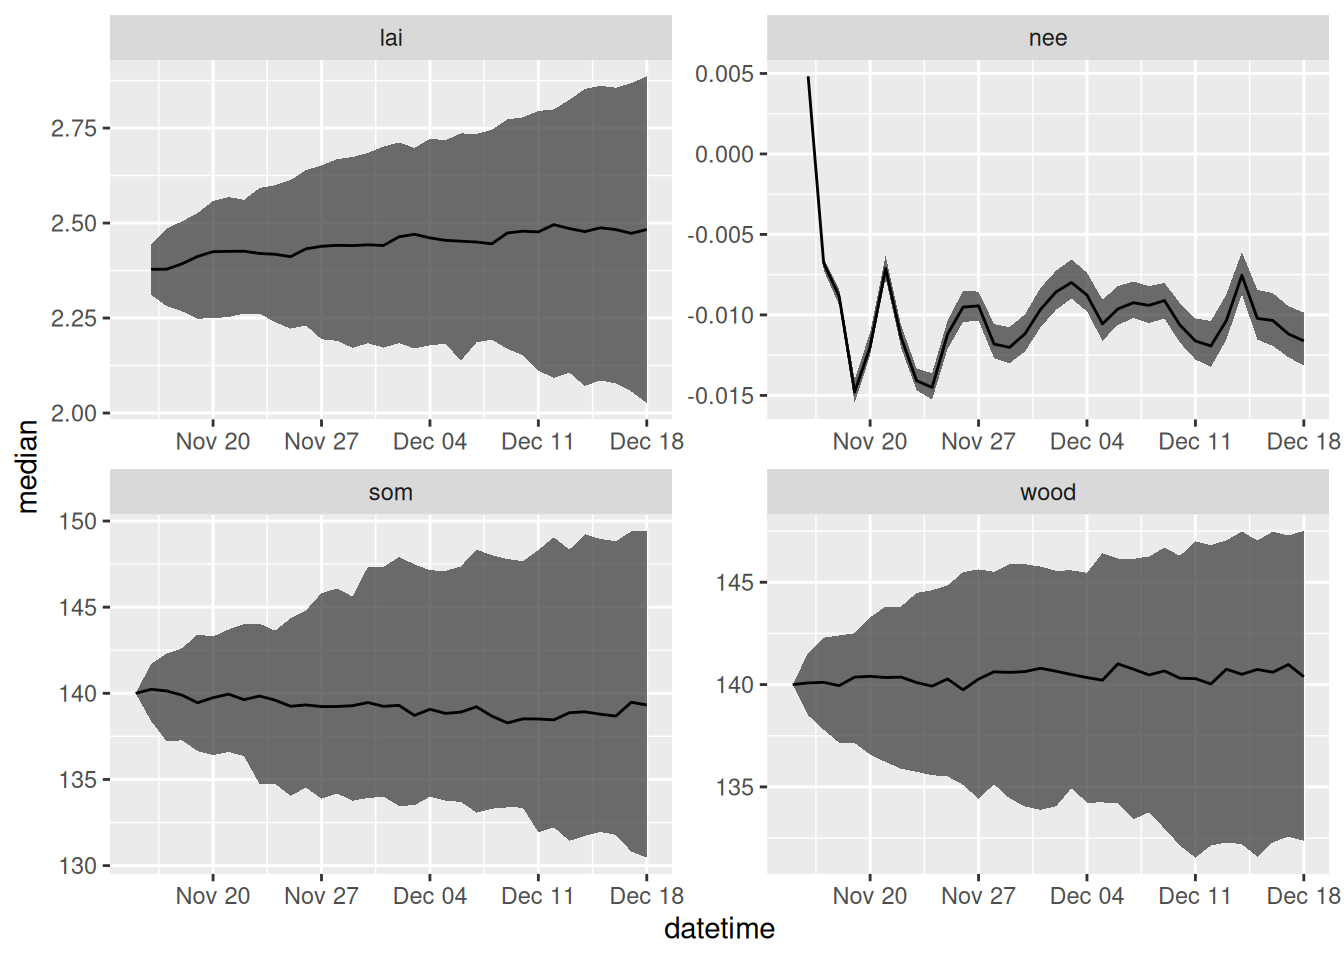 lai
nee
2.75
2.50
2.25
2.00
0.005
0.000
-0.005
-0.010
-0.015
Nov 20 Nov 27 Dec 04 Dec 11 Dec 18
Nov 20 Nov 27 Dec 04 Dec 11 Dec 18
median
som
wood
150
145
140
135
130
145
140
135
Nov 20 Nov 27 Dec 04 Dec 11 Dec 18
Nov 20 Nov 27 Dec 04 Dec 11 Dec 18
datetime